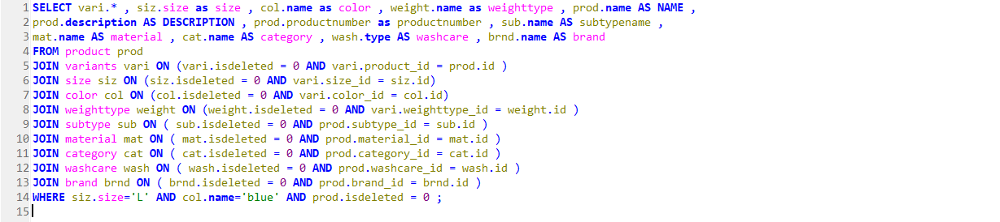 1 SELECT vari.* , siz.size as size , col.name as color , weight.name as weighttype , prod.name AS NAME ,
2 prod.description AS DESCRIPTION , prod.productnumber as productnumber , sub.name AS subtypename ,
3 mat.name AS material , cat.name AS category , wash.type AS washcare , brnd.name AS brand
4 FROM product prod
5 JOIN variants vari ON (vari.isdeleted = 0 AND vari.product_id = prod.id )
6 JOIN size siz ON (siz.isdeleted = 0 AND vari.size_id = siz.id)
7 JOIN color col ON (col.isdeleted = 0 AND vari.color_id = col.id)
8 JOIN weighttype weight ON (weight.isdeleted = 0 AND vari.weighttype_id = weight.id )
9 JOIN subtype sub ON ( sub.isdeleted = 0 AND prod.subtype_id = sub.id )
10 JOIN material mat ON ( mat.isdeleted = 0 AND prod.material_id = mat.id )
11 JOIN category cat ON ( cat.isdeleted = 0 AND prod.category_id = cat.id )
12 JOIN washcare wash ON ( wash.isdeleted = 0 AND prod.washcare_id = wash.id )
13 JOIN brand brnd ON ( brnd.isdeleted = 0 AND prod.brand_id = brnd.id )
14 WHERE siz.size='L' AND col.name='blue' AND prod.isdeleted = 0 ;
15